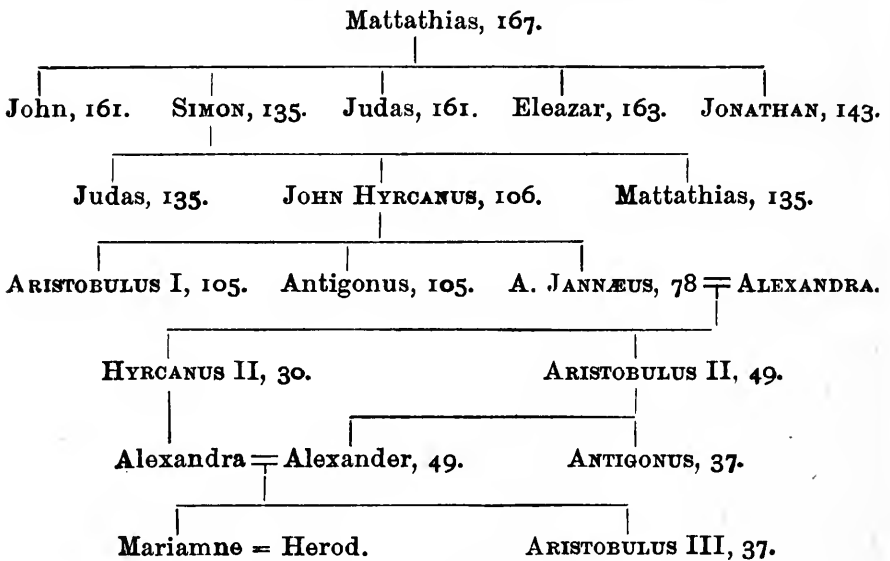 Mattathias, 167.
John, 161. SIMON, 135. Judas, 161. Eleazar, 163. JONATHAN, 143.
Judas, 135. JOHN HYRCANUS, 106. Mattathias, 135.
ARISTOBULUS I, 105. Antigonus, 105. A. JANNÆUS, 78 = ALEXANDRA.
HYRCANUS II, 30. ARISTOBULUS II, 49.
Alexandra = Alexander, 49. ANTIGONUS, 37.
Mariamne = Herod. ARISTOBULUS III, 37.